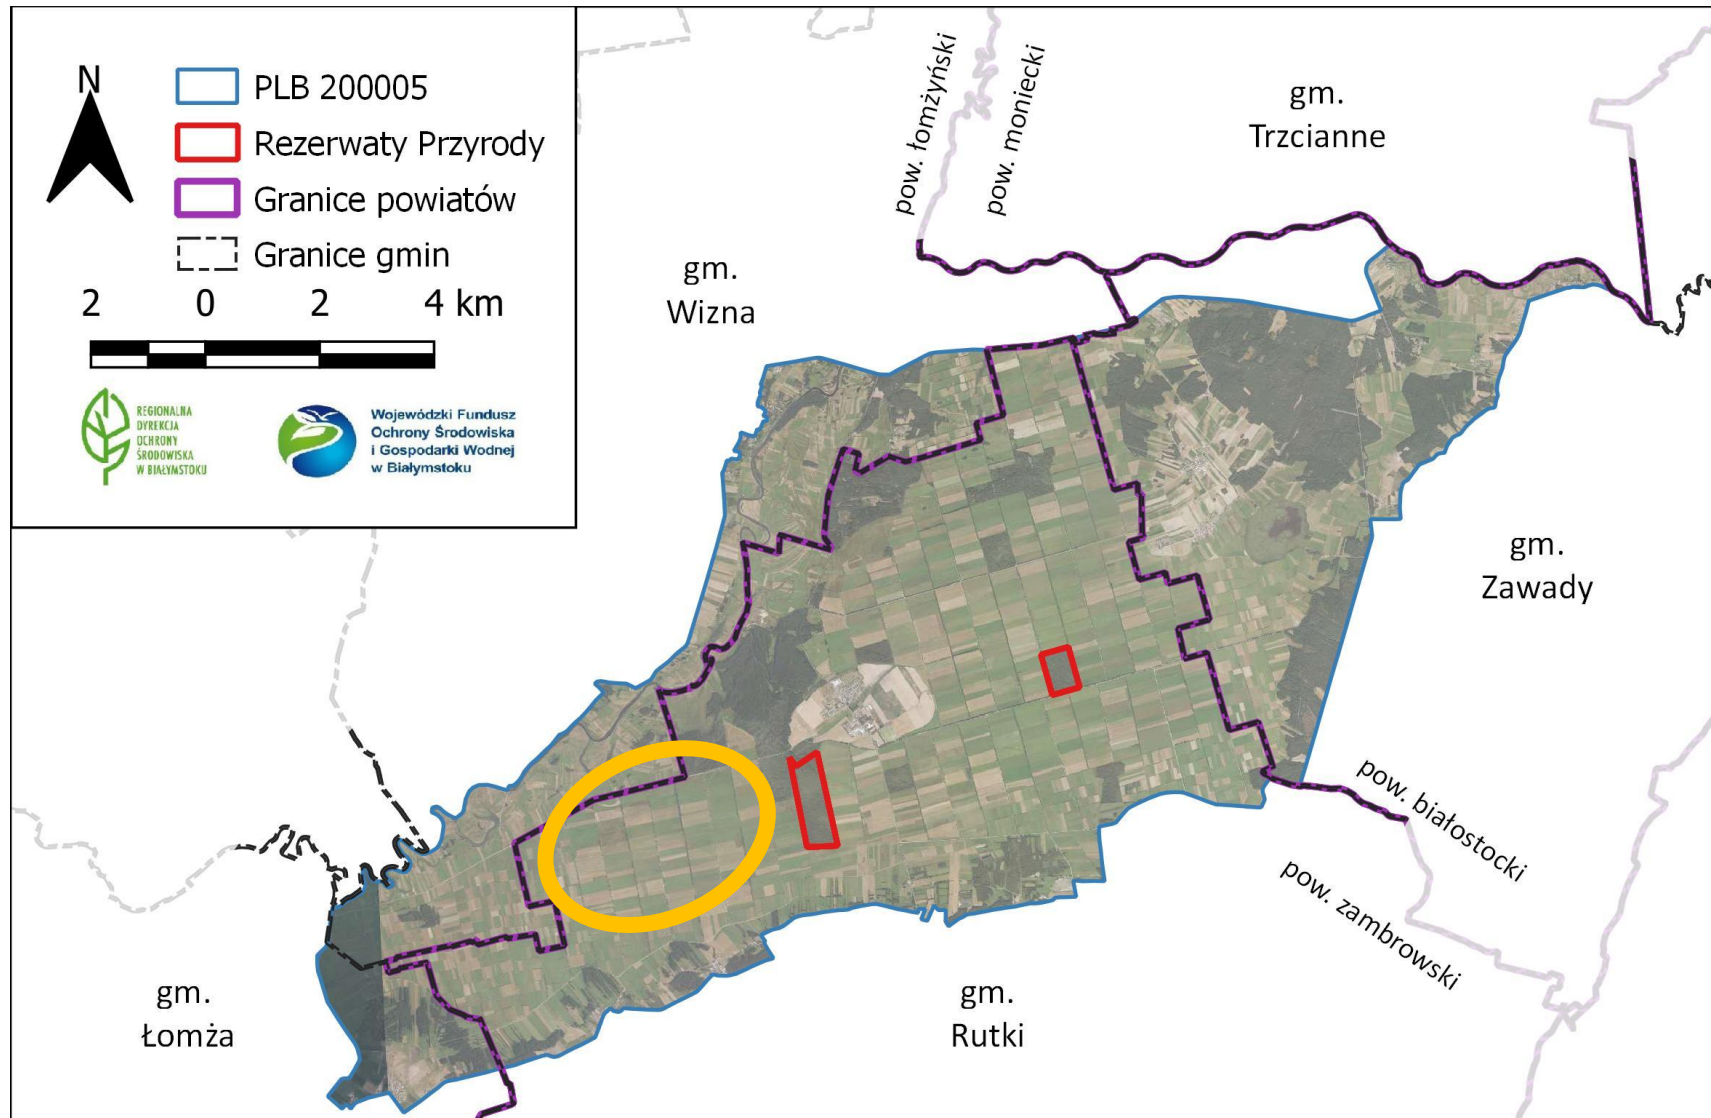 N
PLB 200005
Rezerwaty Przyrody
Granice powiatów
Granice gmin
2 0 2 4 km
REGIONALNA
DYREKCJA
OCHRONY
ŚRODOWISKA
W BIAŁYMSTOKU
Wojewódzki Fundusz
Ochrony Środowiska
i Gospodarki Wodnej
w Białymstoku
pow. łomżyński
pow. moniecki
gm.
Trzcianne
gm.
Wizna
gm.
Zawady
pow. białostocki
pow. zambrowski
gm.
Łomża
gm.
Rutki